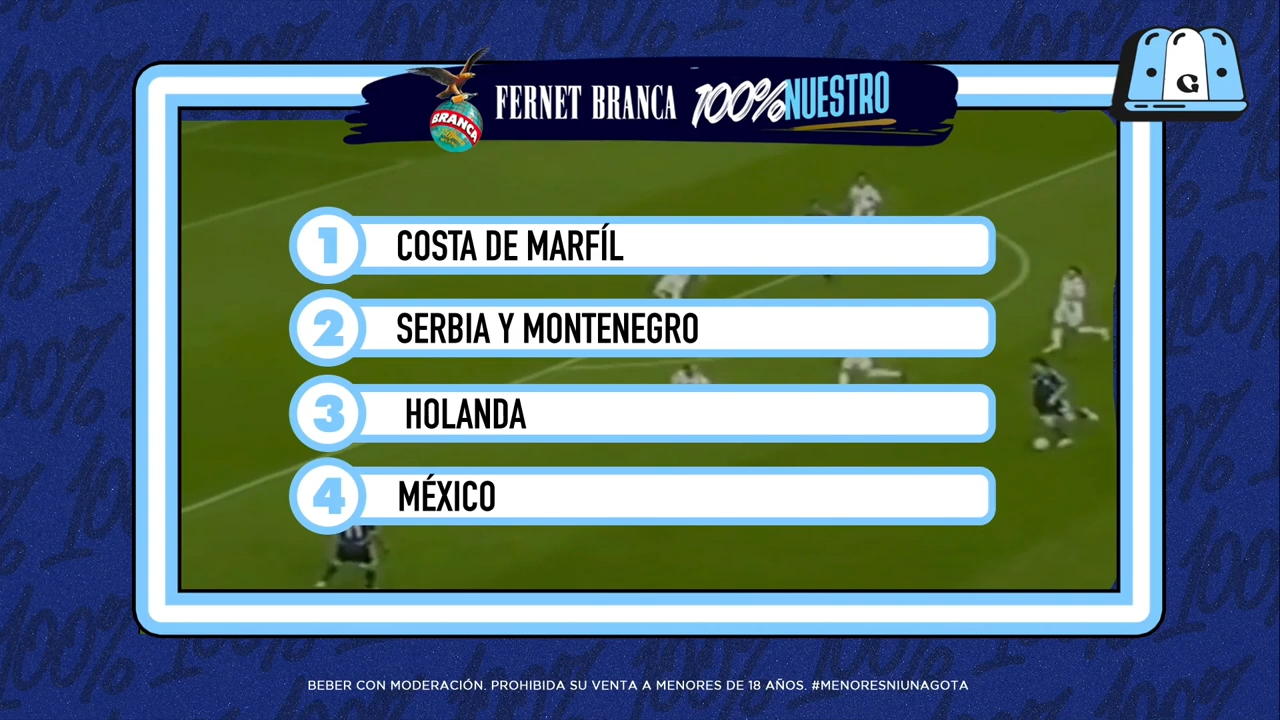 FERNET BRANCA 100% NUESTRO
BRANCA
G
1 COSTA DE MARFÍL
2 SERBIA Y MONTENEGRO
3 HOLANDA
4 MÉXICO
BEBER CON MODERACIÓN. PROHIBIDA SU VENTA A MENORES DE 18 AÑOS. #MENORESNIUNAGOTA